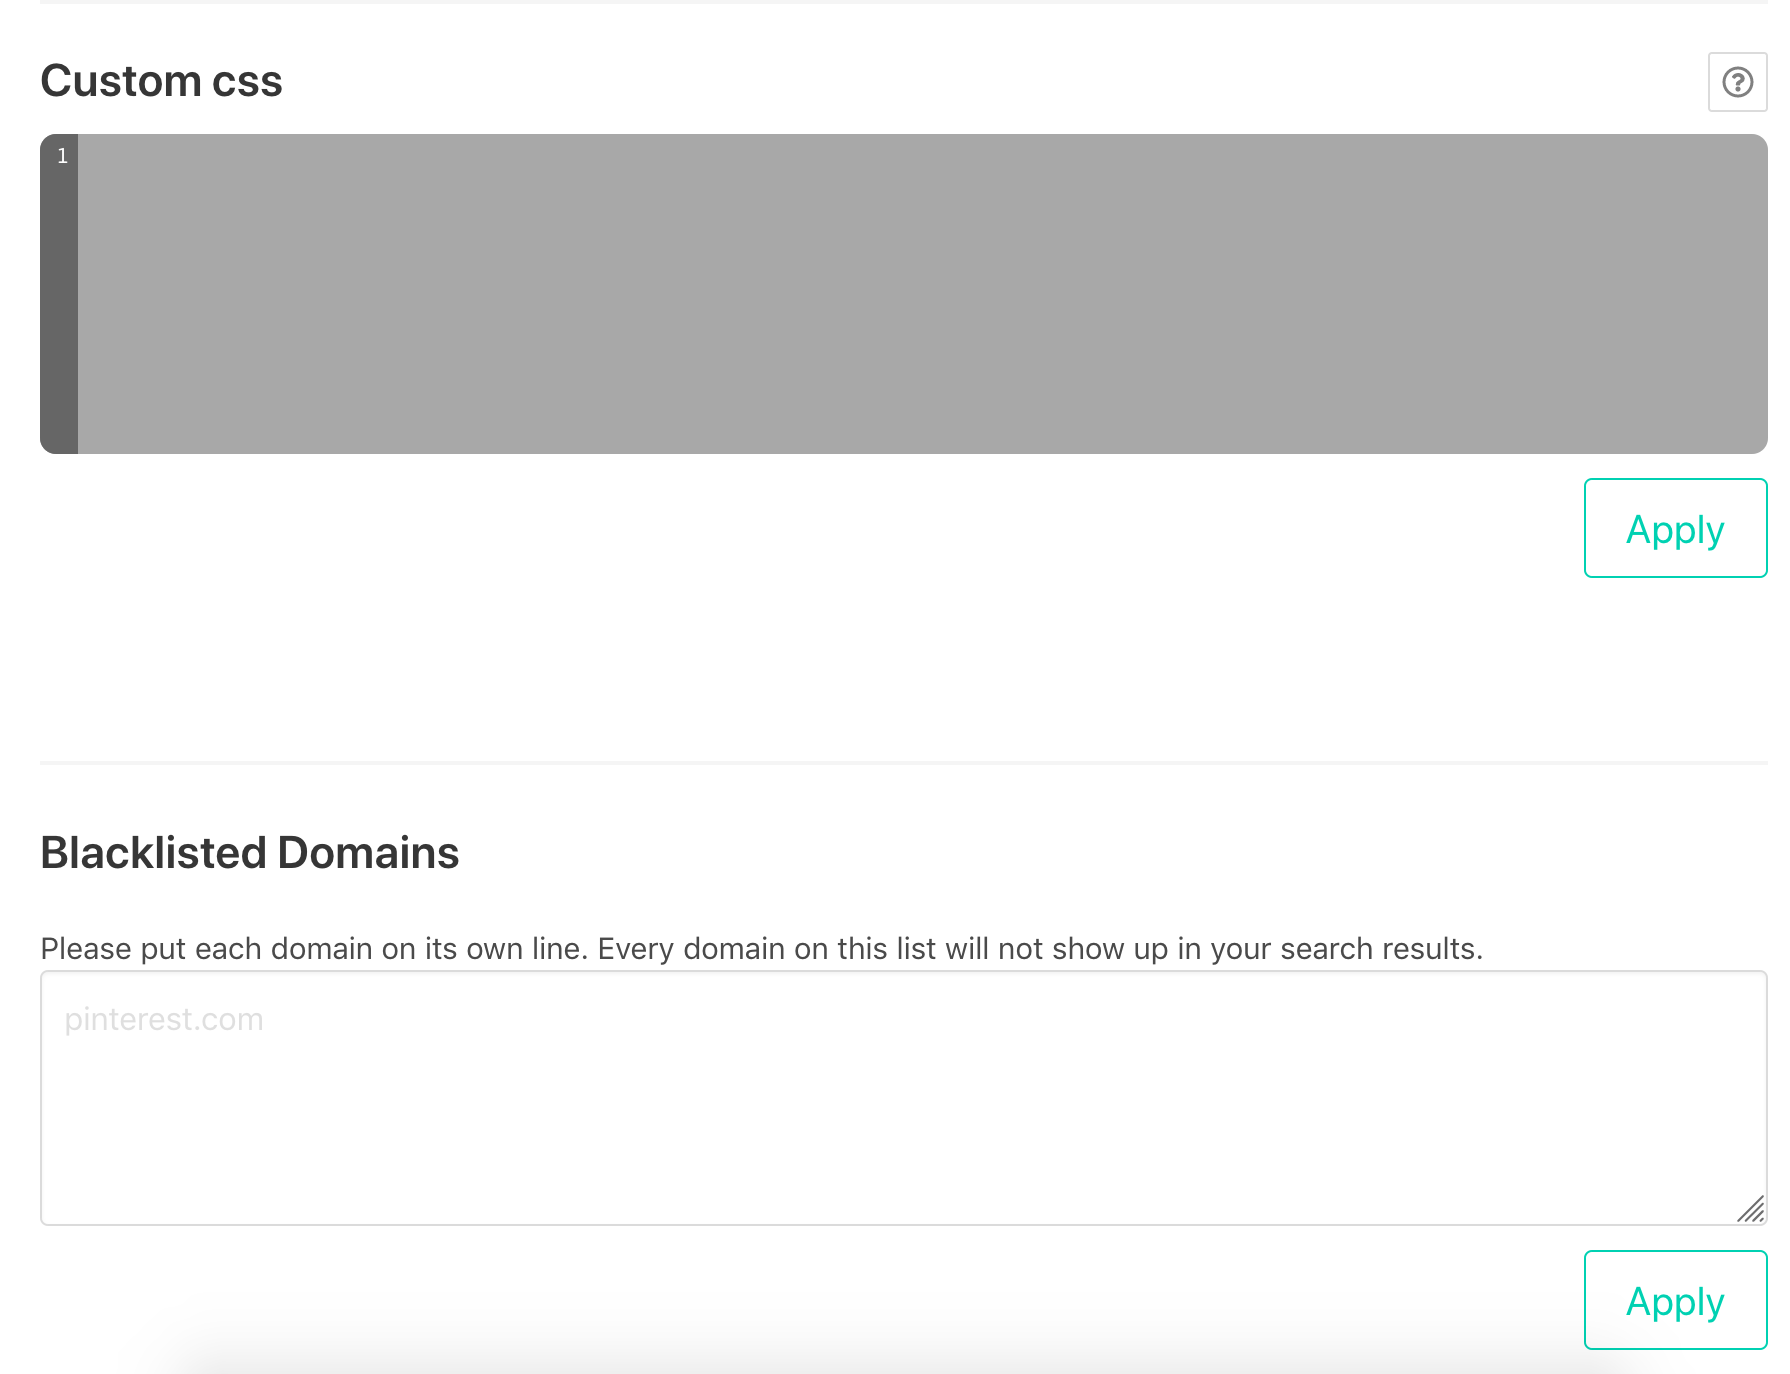 Custom css
1
Apply
Blacklisted Domains
Please put each domain on its own line. Every domain on this list will not show up in your search results.
pinterest.com
Apply